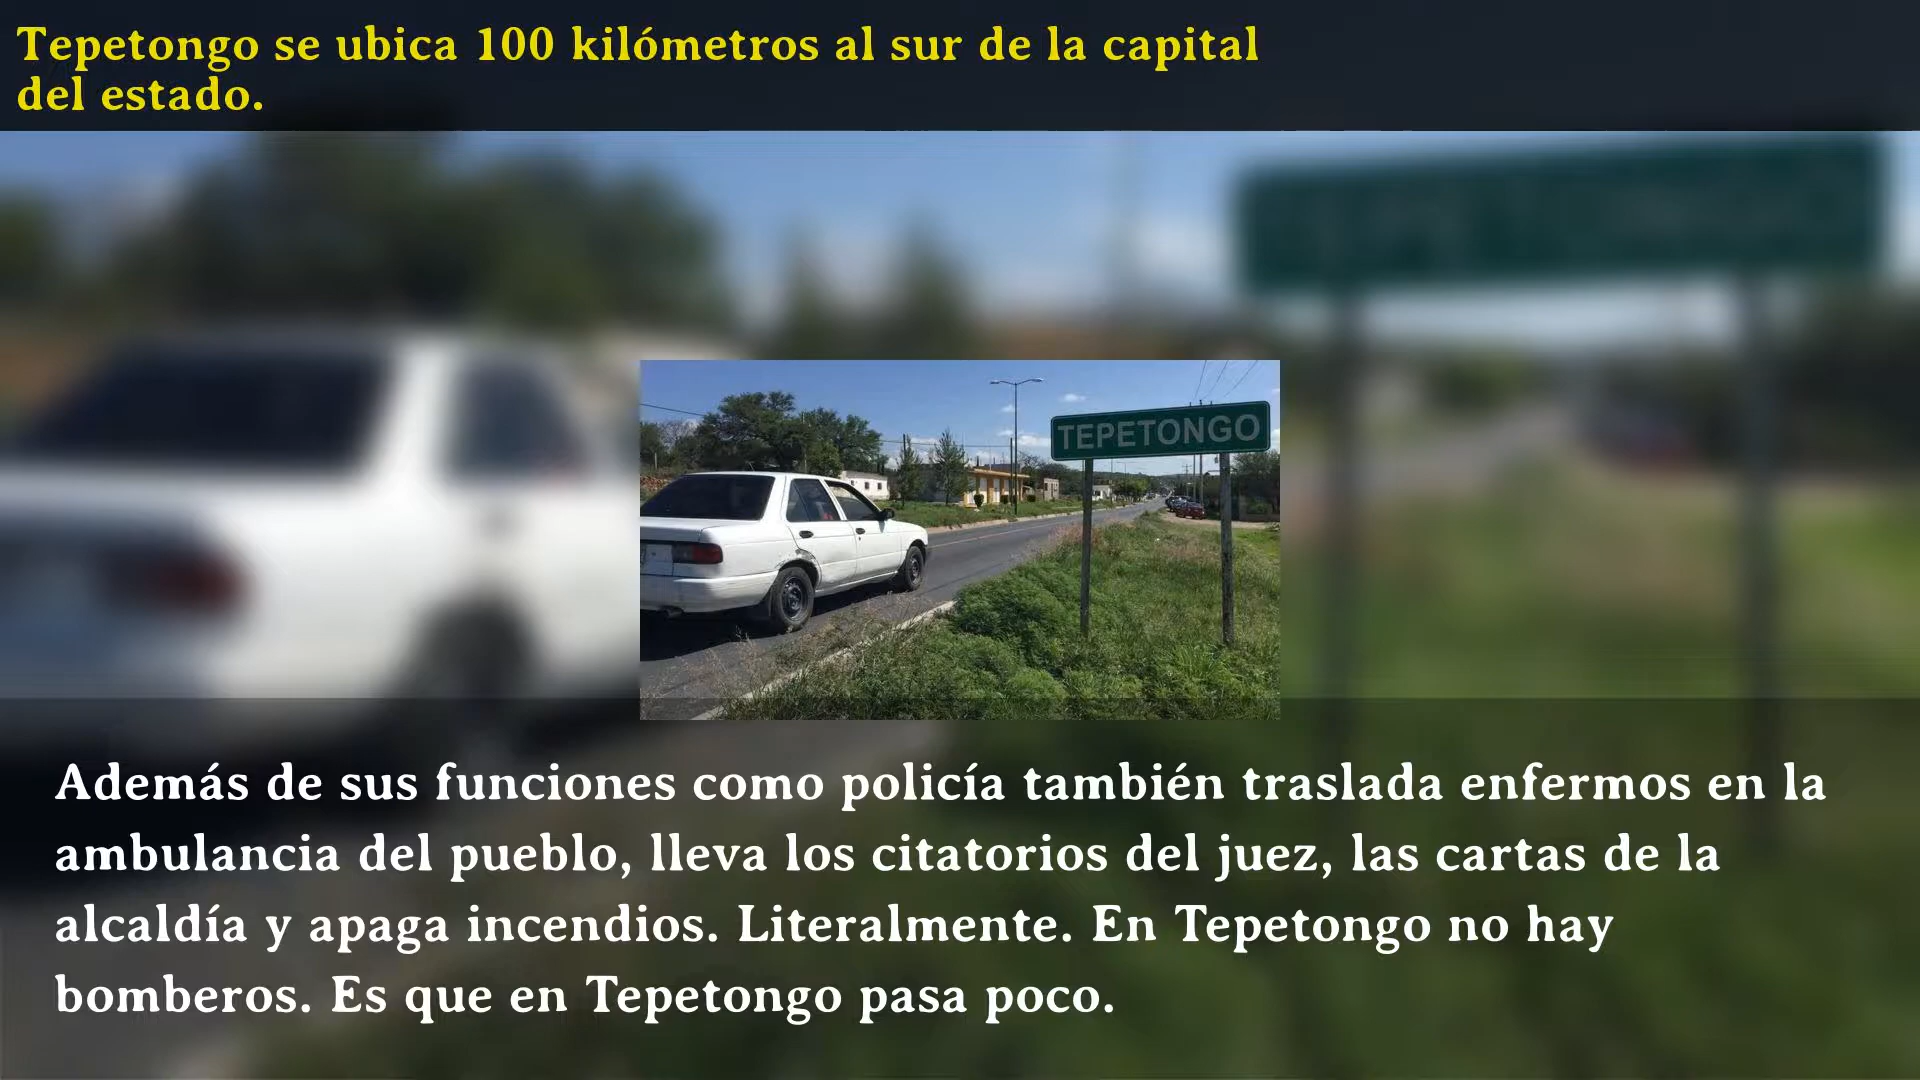 Tepetongo se ubica 100 kilómetros al sur de la capital
del estado.
TEPETONGO
Además de sus funciones como policía también traslada enfermos en la
ambulancia del pueblo, lleva los citatorios del juez, las cartas de la
alcaldía y apaga incendios. Literalmente. En Tepetongo no hay
bomberos. Es que en Tepetongo pasa poco.